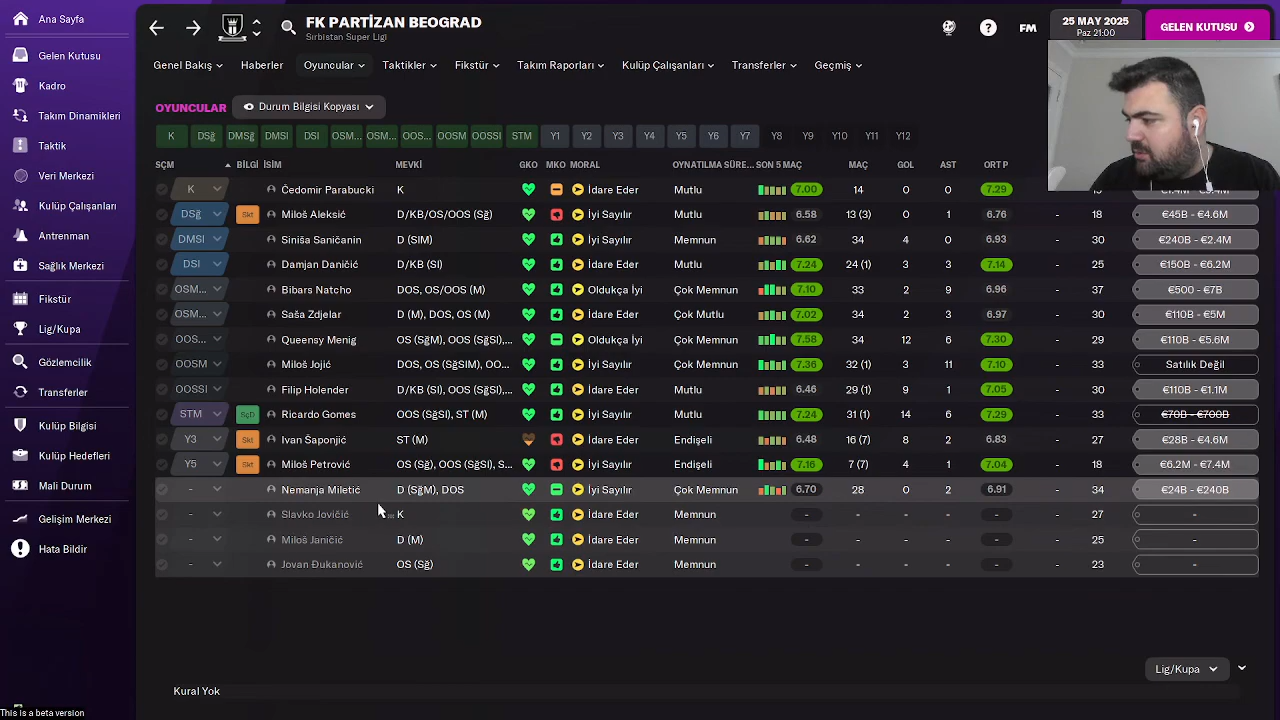 Ana Sayfa
Gelen Kutusu
Kadro
Takım Dinamikleri
Taktik
Veri Merkezi
Kulüp Çalışanları
Antrenman
Sağlık Merkezi
Fikstür
Lig/Kupa
Gözlemcilik
Transferler
Kulüp Bilgisi
Kulüp Hedefleri
Mali Durum
Gelişim Merkezi
Hata Bildir
This is a beta version
FK PARTİZAN BEOGRAD
Sırbistan Super Ligi
FM
25 MAY 2025
Paz 21:00
GELEN KUTUSU
Genel Bakış Haberler Oyuncular Taktikler Fikstür Takım Raporları Kulüp Çalışanları Transferler Geçmiş
OYUNCULAR Durum Bilgisi Kopyası
K DSğ DMSğ DMSI DSI OSM... OSM... OOS... OOSM OOSSI STM Y1 Y2 Y3 Y4 Y5 Y6 Y7 Y8 Y9 Y10 Y11 Y12
SÇM BİLGİ İSİM MEVKİ GKO MKO MORAL OYNATILMA SÜRE... SON 5 MAÇ MAÇ GOL AST ORT P
K Čedomir Parabucki K İdare Eder Mutlu 7.00 14 0 0 7.29 -
DSğ Skt Miloš Aleksić D/KB/OS/OOS (Sğ) İyi Sayılır Mutlu 6.58 13 (3) 0 1 6.76 - 18 €45B - €4.6M
DMSI Siniša Saničanin D (SIM) İdare Eder Memnun 6.62 34 4 0 6.93 - 30 €240B - €2.4M
DSI Damjan Daničić D/KB (SI) İdare Eder Mutlu 7.24 24 (1) 3 3 7.14 - 25 €150B - €6.2M
OSM... Bibars Natcho DOS, OS/OOS (M) Oldukça İyi Çok Memnun 7.10 33 2 9 6.96 - 37 €500 - €7B
OSM... Saša Zdjelar D (M), DOS, OS (M) İdare Eder Çok Mutlu 7.02 34 2 3 6.97 - 30 €110B - €5M
OOS... Queensy Menig OS (SğM), OOS (SğSI),... Oldukça İyi Çok Memnun 7.58 34 12 6 7.30 - 29 €110B - €5.6M
OOSM Miloš Jojić DOS, OS (SğSIM), OO... İyi Sayılır Çok Memnun 7.36 32 (1) 3 11 7.10 - 33 Satılık Değil
OOSSI Filip Holender D/KB (SI), OOS (SğSI),... İdare Eder Mutlu 6.46 29 (1) 9 1 7.05 - 30 €110B - €1.1M
STM SçD Ricardo Gomes OOS (SğSI), ST (M) İyi Sayılır Mutlu 7.24 31 (1) 14 6 7.29 - 33 €70B - €700B
Y3 Skt Ivan Šaponjić ST (M) İdare Eder Endişeli 6.48 16 (7) 8 2 6.83 - 27 €28B - €4.6M
Y5 Skt Miloš Petrović OS (Sğ), OOS (SğSI), S... İyi Sayılır Endişeli 7.16 7 (7) 4 1 7.04 - 18 €6.2M - €7.4M
- Nemanja Miletić D (SğM), DOS İyi Sayılır Çok Memnun 6.70 28 0 2 6.91 - 34 €24B - €240B
- Slavko Jovičić K İdare Eder Memnun - - - - - - 27 -
- Miloš Janičić D (M) İdare Eder Memnun - - - - - - 25 -
- Jovan Đukanović OS (Sğ) İdare Eder Memnun - - - - - - 23 -
Lig/Kupa
Kural Yok